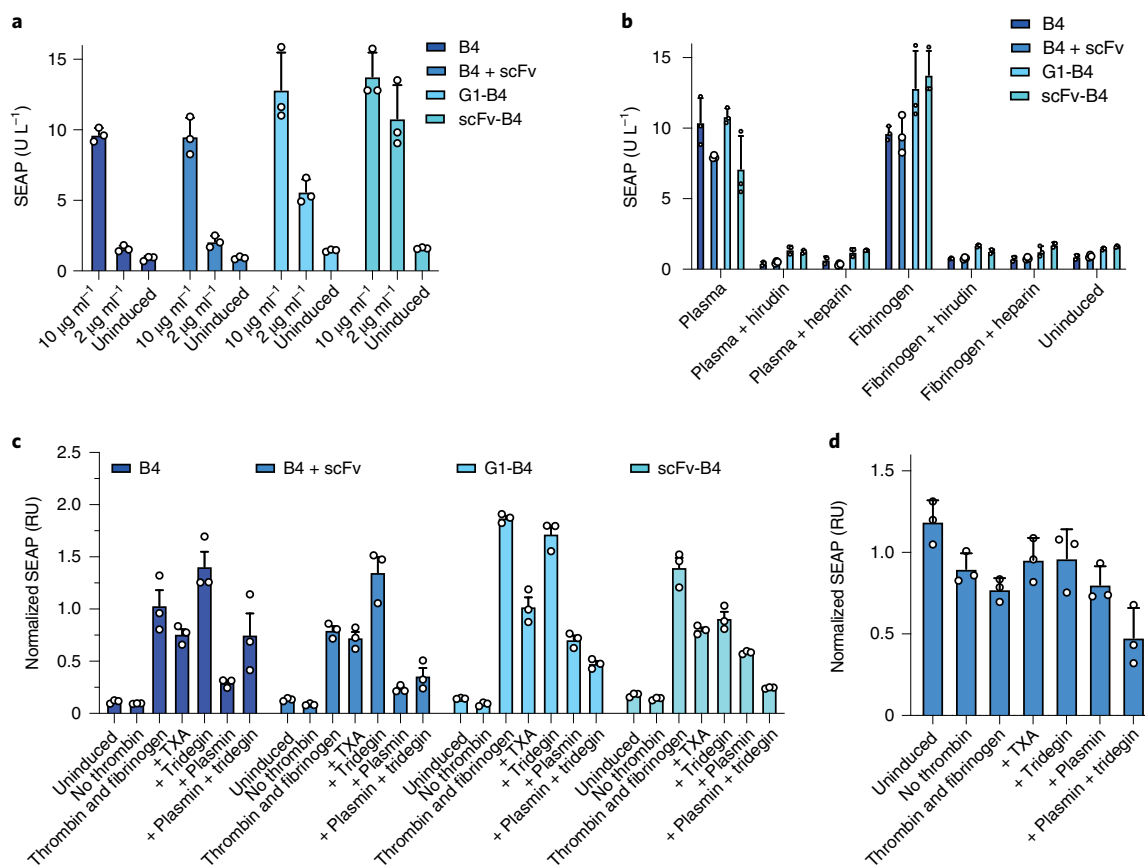 a
SEAP (U L⁻¹)
15
10
5
0
B4
B4 + scFv
G1-B4
scFv-B4
10 µg ml⁻¹
2 µg ml⁻¹
Uninduced
10 µg ml⁻¹
2 µg ml⁻¹
Uninduced
10 µg ml⁻¹
2 µg ml⁻¹
Uninduced
10 µg ml⁻¹
2 µg ml⁻¹
Uninduced
b
SEAP (U L⁻¹)
15
10
5
0
B4
B4 + scFv
G1-B4
scFv-B4
Plasma
Plasma + hirudin
Plasma + heparin
Fibrinogen
Fibrinogen + hirudin
Fibrinogen + heparin
Uninduced
c
Normalized SEAP (RU)
2.5
2.0
1.5
1.0
0.5
0
B4
B4 + scFv
G1-B4
scFv-B4
Uninduced
No thrombin
Thrombin and fibrinogen
+ TXA
+ Tridegin
+ Plasmin
+ Plasmin + tridegin
Uninduced
No thrombin
Thrombin and fibrinogen
+ TXA
+ Tridegin
+ Plasmin
+ Plasmin + tridegin
Uninduced
No thrombin
Thrombin and fibrinogen
+ TXA
+ Tridegin
+ Plasmin
+ Plasmin + tridegin
Uninduced
No thrombin
Thrombin and fibrinogen
+ TXA
+ Tridegin
+ Plasmin
+ Plasmin + tridegin
d
Normalized SEAP (RU)
1.5
1.0
0.5
0
Uninduced
No thrombin
Thrombin and fibrinogen
+ TXA
+ Tridegin
+ Plasmin
+ Plasmin + tridegin